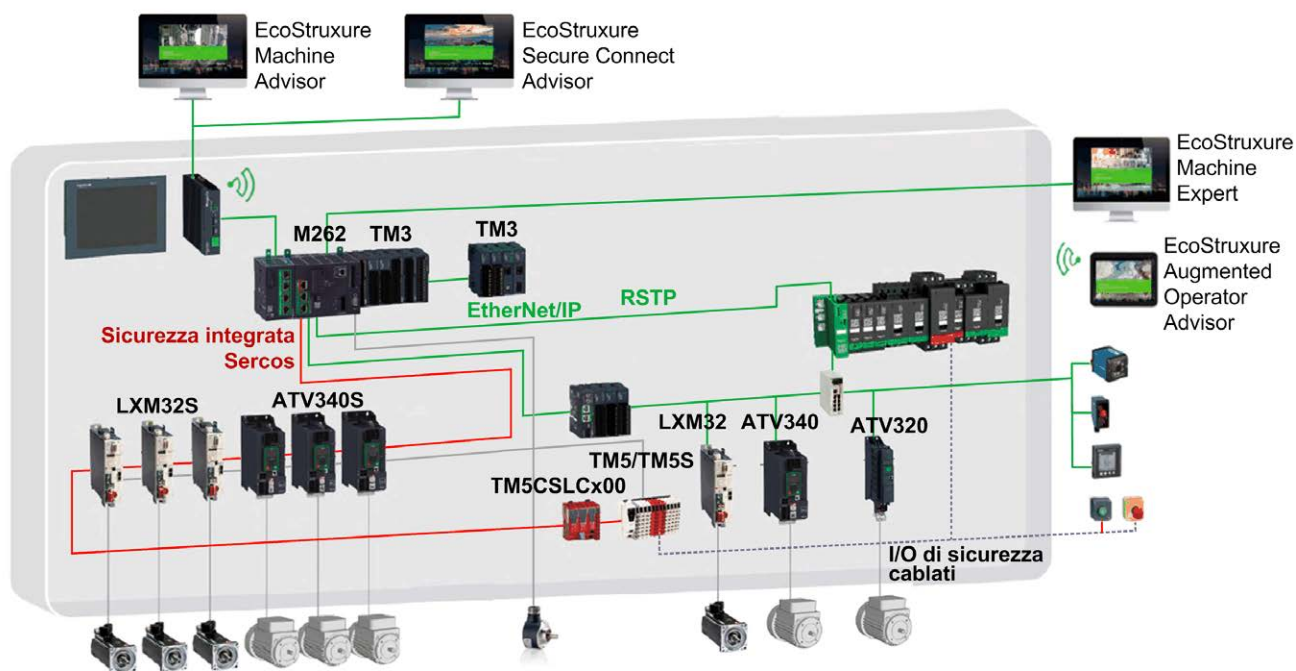 EcoStruxure
Machine
Advisor
EcoStruxure
Secure Connect
Advisor
EcoStruxure
Machine
Expert
M262
TM3
TM3
EcoStruxure
Augmented
Operator
Advisor
EtherNet/IP
RSTP
Sicurezza integrata
Sercos
LXM32S
ATV340S
LXM32
ATV340
ATV320
TM5/TM5S
TM5CSLCx00
I/O di sicurezza
cablati